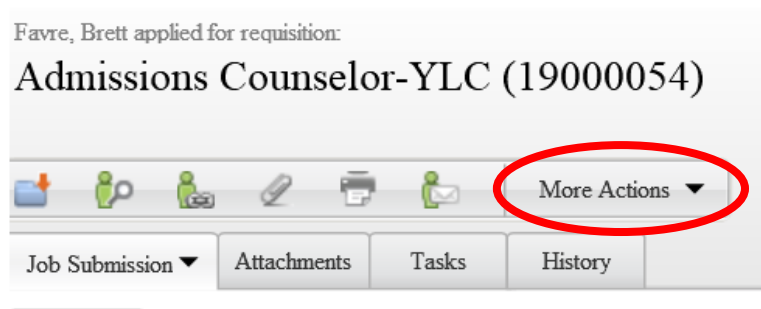 Favre, Brett applied for requisition:
Admissions Counselor-YLC (19000054)
More Actions
Job Submission Attachments Tasks History